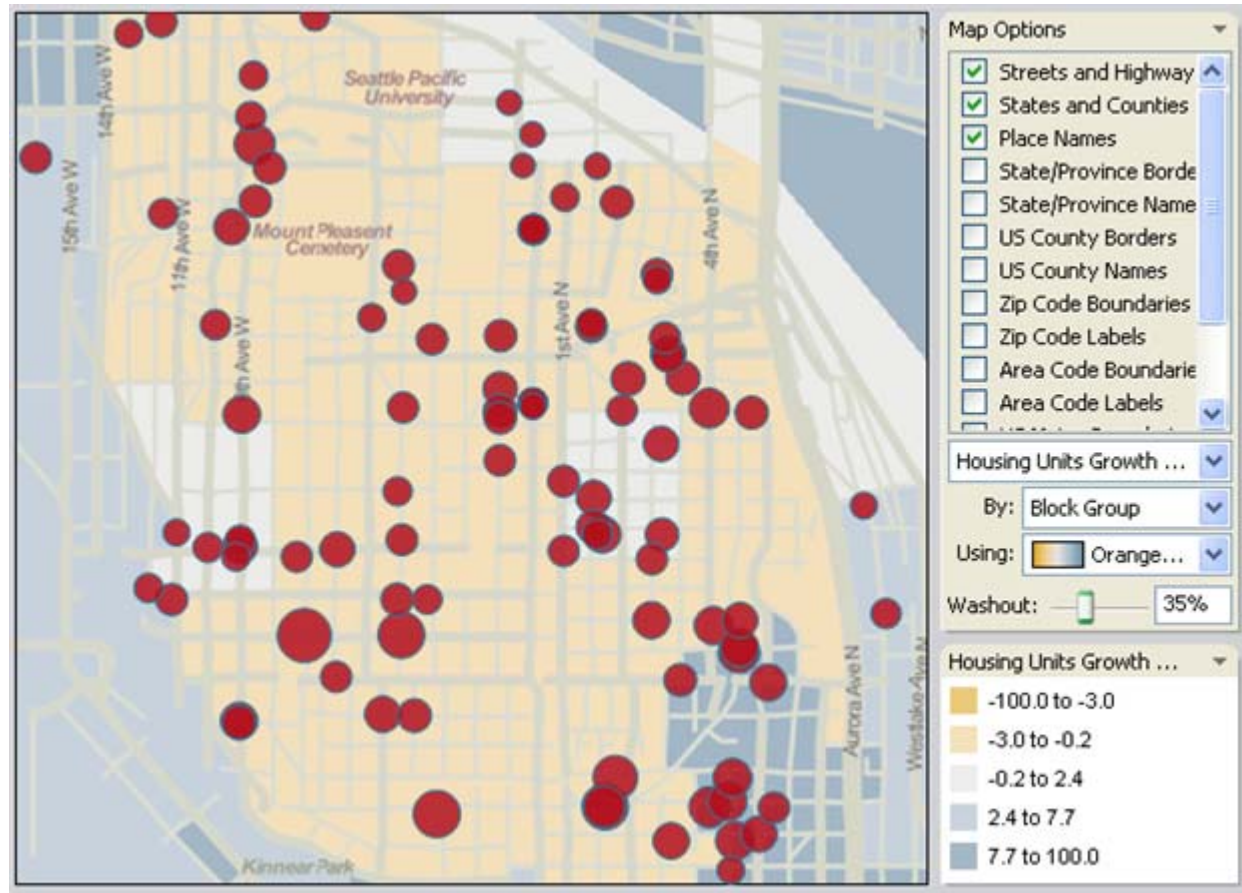 Seattle Pacific
University
14th Ave W
15th Ave W
11th Ave W
Mount Pleasent
Cemetery
4th Ave N
1st Ave N
Ave W
Aurora Ave N
Westlake Ave N
Kinnear Park
Map Options
Streets and Highway
States and Counties
Place Names
State/Province Borde
State/Province Name
US County Borders
US County Names
Zip Code Boundaries
Zip Code Labels
Area Code Boundarie
Area Code Labels
Housing Units Growth ...
By: Block Group
Using: Orange...
Washout: 35%
Housing Units Growth ...
-100.0 to -3.0
-3.0 to -0.2
-0.2 to 2.4
2.4 to 7.7
7.7 to 100.0